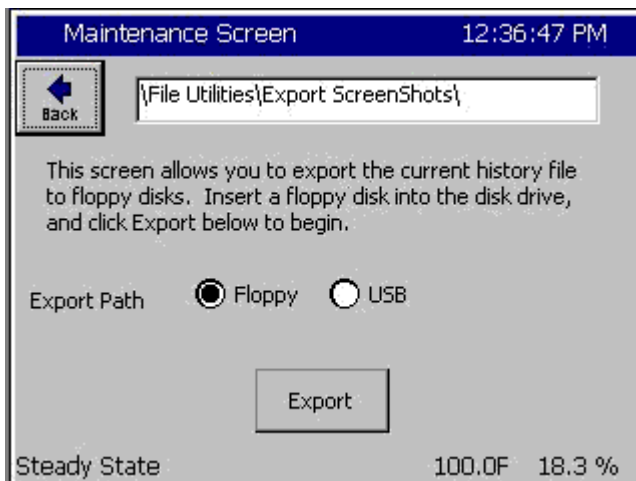 Maintenance Screen 12:36:47 PM
Back
\File Utilities\Export ScreenShots\
This screen allows you to export the current history file
to floppy disks. Insert a floppy disk into the disk drive,
and click Export below to begin.
Export Path Floppy USB
Export
Steady State 100.0F 18.3 %